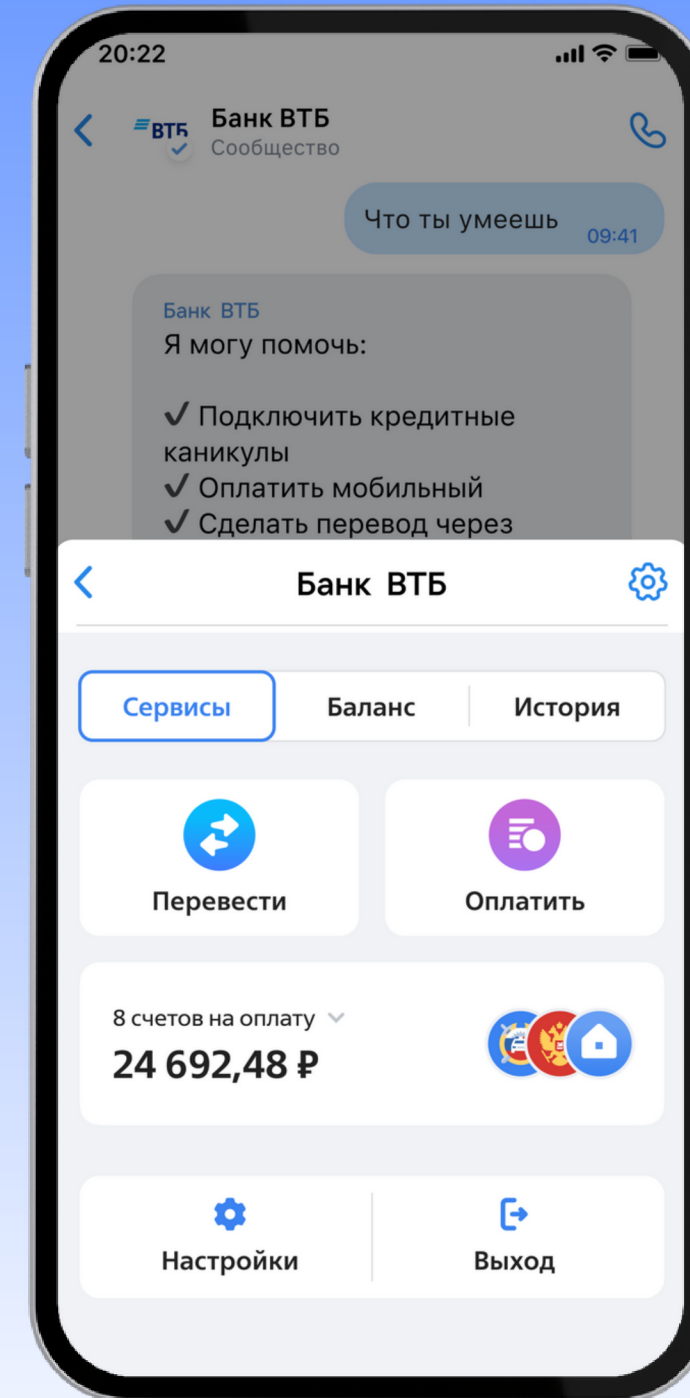 20:22
ВТБ
Банк ВТБ
Сообщество
Что ты умеешь
09:41
Банк ВТБ
Я могу помочь:
✓ Подключить кредитные
каникулы
✓ Оплатить мобильный
✓ Сделать перевод через
Банк ВТБ
Сервисы
Баланс
История
Перевести
Оплатить
8 счетов на оплату
24 692,48 ₽
Настройки
Выход